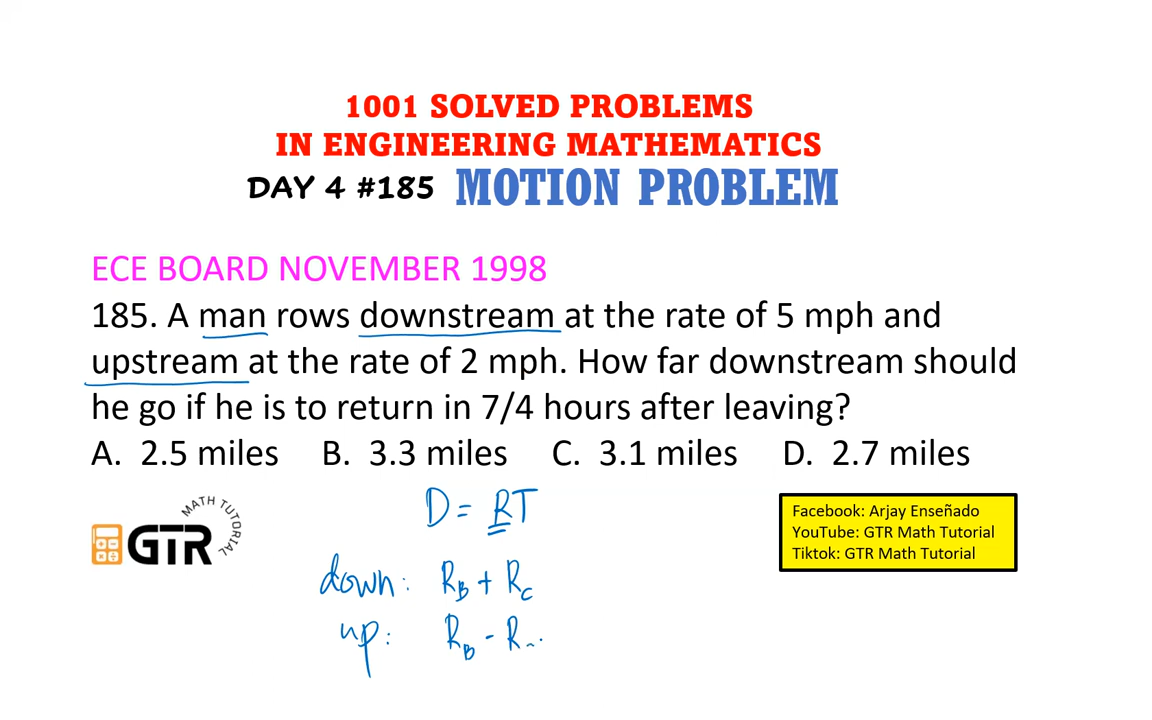 1001 SOLVED PROBLEMS
IN ENGINEERING MATHEMATICS
DAY 4 #185 MOTION PROBLEM
ECE BOARD NOVEMBER 1998
185. A man rows downstream at the rate of 5 mph and
upstream at the rate of 2 mph. How far downstream should
he go if he is to return in 7/4 hours after leaving?
A. 2.5 miles B. 3.3 miles C. 3.1 miles D. 2.7 miles
D = RT
MATH TUTORIAL
GTR
Facebook: Arjay Enseñado
YouTube: GTR Math Tutorial
Tiktok: GTR Math Tutorial
down: R_B + R_C
up: R_B - R